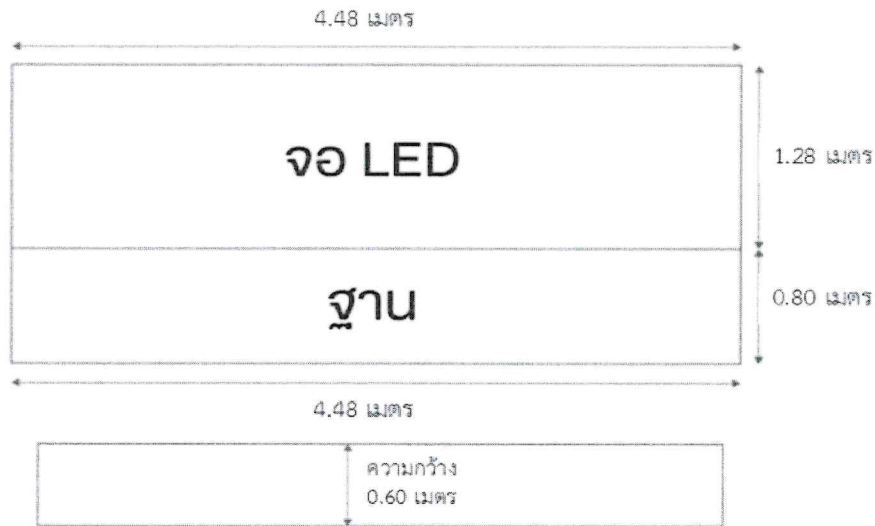 4.48 เมตร
จอ LED
1.28 เมตร
ฐาน
0.80 เมตร
4.48 เมตร
ความกว้าง
0.60 เมตร